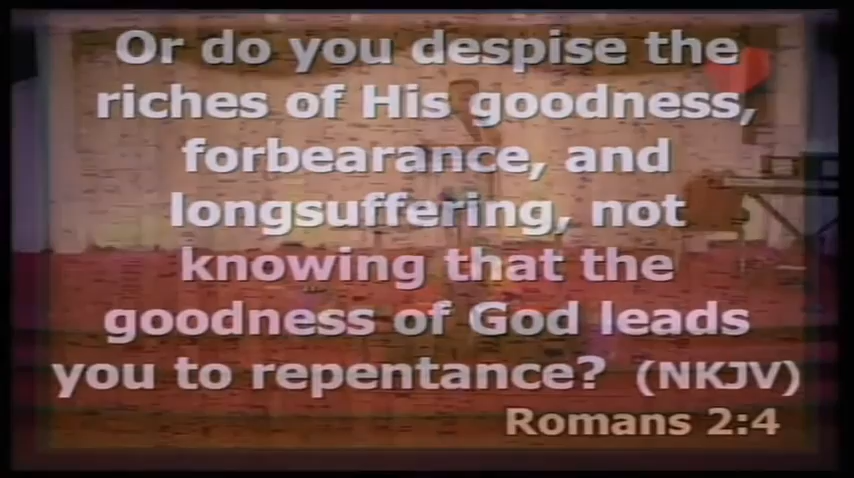 Or do you despise the
riches of His goodness,
forbearance, and
longsuffering, not
knowing that the
goodness of God leads
you to repentance? (NKJV)
Romans 2:4